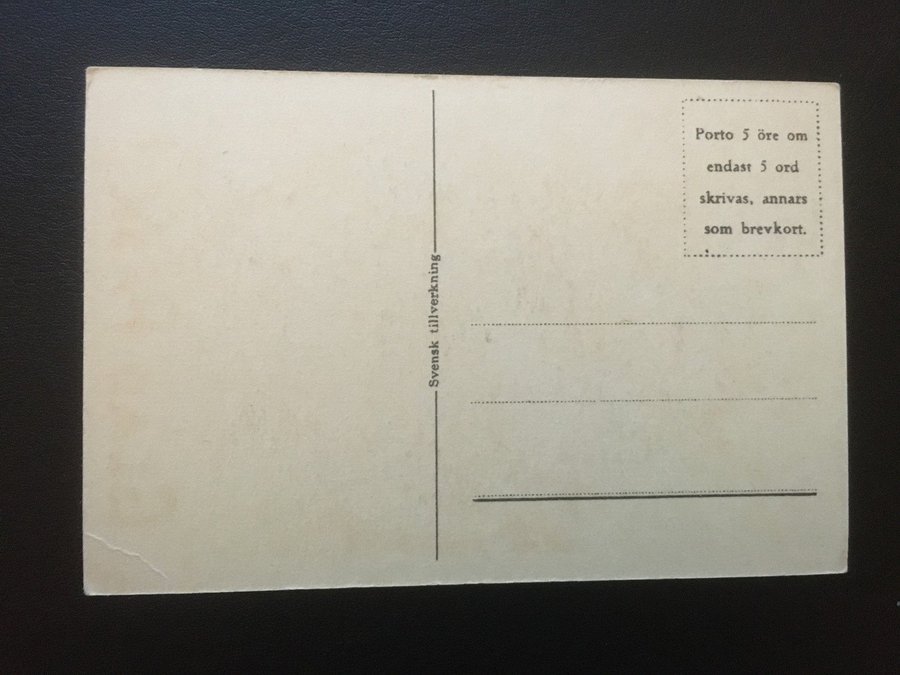 Svensk tillverkning
Porto 5 öre om
endast 5 ord
skrivas, annars
som brevkort.